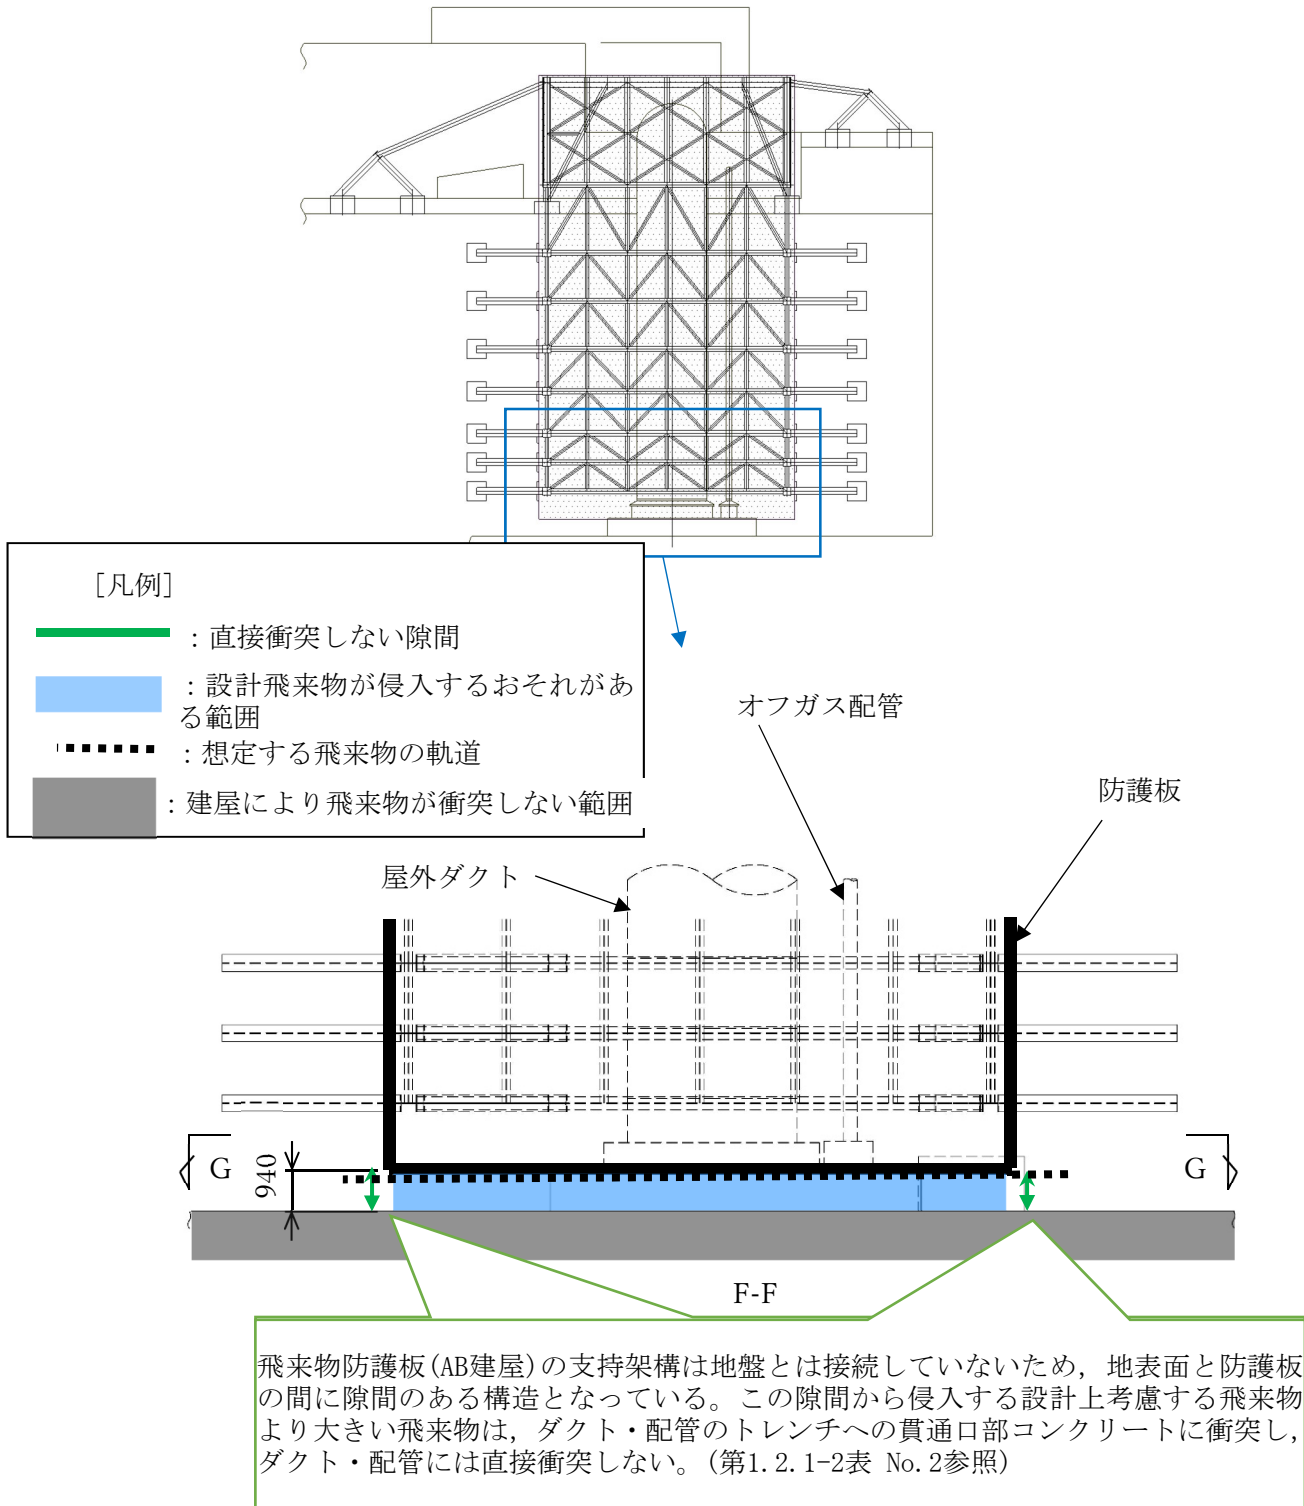 ［凡例］
：直接衝突しない隙間
：設計飛来物が侵入するおそれがあ
る範囲
：想定する飛来物の軌道
：建屋により飛来物が衝突しない範囲
オフガス配管
防護板
屋外ダクト
G
G
940
F-F
飛来物防護板(AB建屋)の支持架構は地盤とは接続していないため，地表面と防護板
の間に隙間のある構造となっている。この隙間から侵入する設計上考慮する飛来物
より大きい飛来物は，ダクト・配管のトレンチへの貫通口部コンクリートに衝突し，
ダクト・配管には直接衝突しない。(第1.2.1-2表 No.2参照)